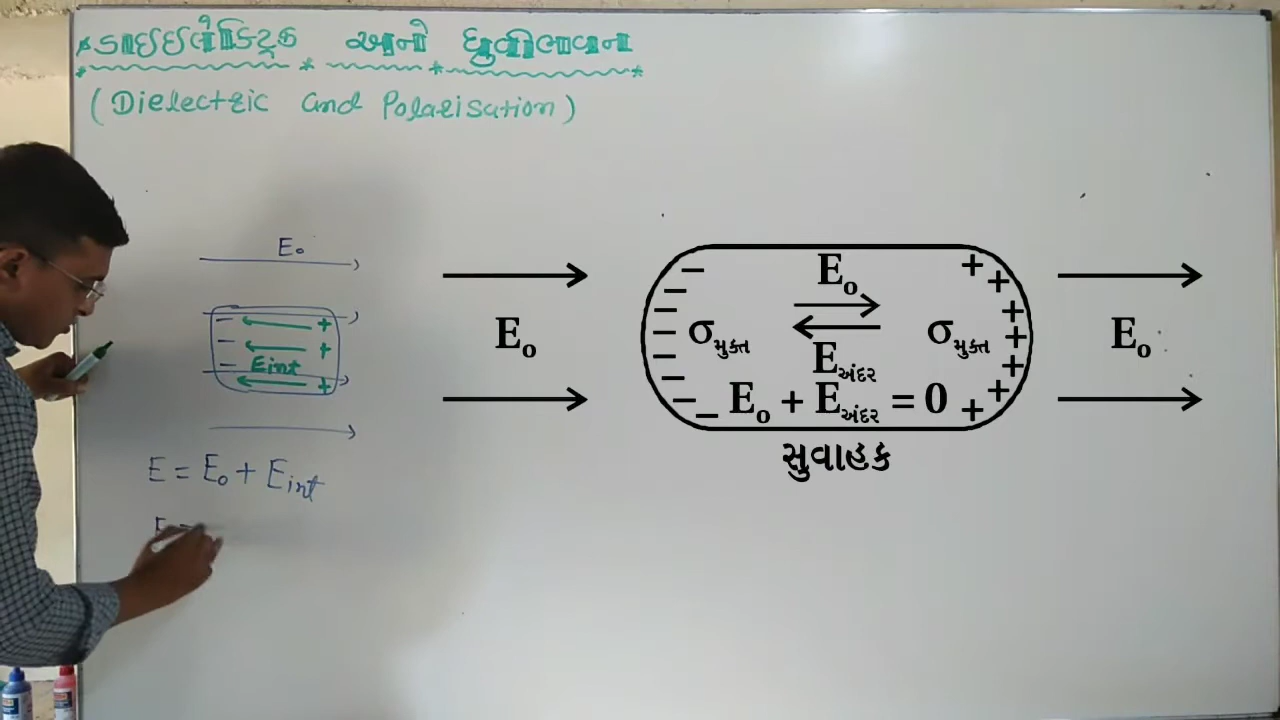 ડાઇઇલેક્ટ્રિક અને ધ્રુવીભવન
(Dielectric and Polarisation)
E₀
- +
- +
- Eint +
E = E₀ + Eint
E =
E₀
E₀
σમુક્ત σમુક્ત
Eઅંદર
E₀ + Eઅંદર = 0
સુવાહક
E₀